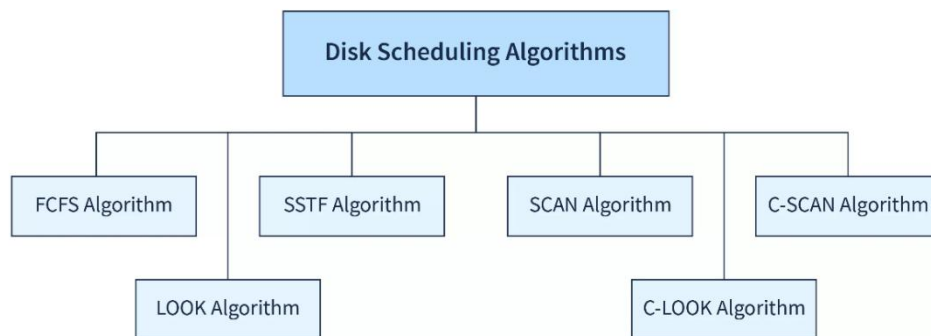 Disk Scheduling Algorithms
FCFS Algorithm
SSTF Algorithm
SCAN Algorithm
C-SCAN Algorithm
LOOK Algorithm
C-LOOK Algorithm